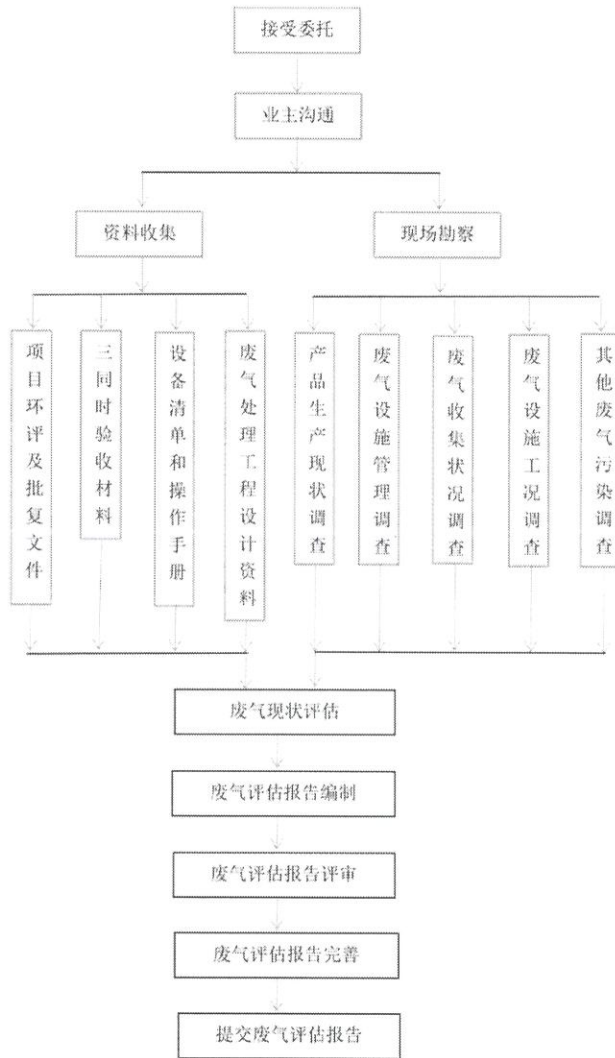 接受委托
业主沟通
资料收集
现场勘察
项目环评及批复文件
三同时验收材料
设备清单和操作手册
废气处理工程设计资料
产品生产现状调查
废气设施管理调查
废气收集状况调查
废气设施工况调查
其他废气污染调查
废气现状评估
废气评估报告编制
废气评估报告评审
废气评估报告完善
提交废气评估报告